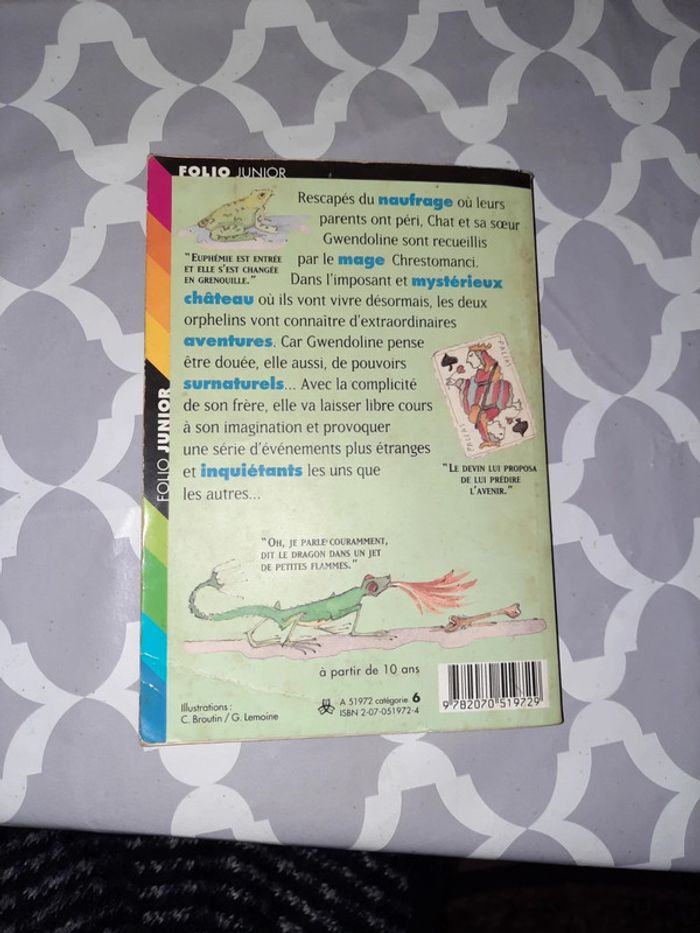 FOLIO JUNIOR
Rescapés du naufrage où leurs
parents ont péri, Chat et sa sœur
Gwendoline sont recueillis
par le mage Chrestomanci.
Dans l'imposant et mystérieux
château où ils vont vivre désormais, les deux
orphelins vont connaître d'extraordinaires
aventures. Car Gwendoline pense
être douée, elle aussi, de pouvoirs
surnaturels... Avec la complicité
de son frère, elle va laisser libre cours
à son imagination et provoquer
une série d'événements plus étranges
et inquiétants les uns que
les autres...
"EUPHÉMIE EST ENTRÉE
ET ELLE S'EST CHANGÉE
EN GRENOUILLE."
PALLAS
PALLAS
"LE DEVIN LUI PROPOSA
DE LUI PRÉDIRE
L'AVENIR."
FOLIO JUNIOR
"OH, JE PARLE COURAMMENT,
DIT LE DRAGON DANS UN JET
DE PETITES FLAMMES."
à partir de 10 ans
Illustrations :
C. Broutin / G. Lemoine
A 51972 catégorie 6
ISBN 2-07-051972-4
9 782070 519729